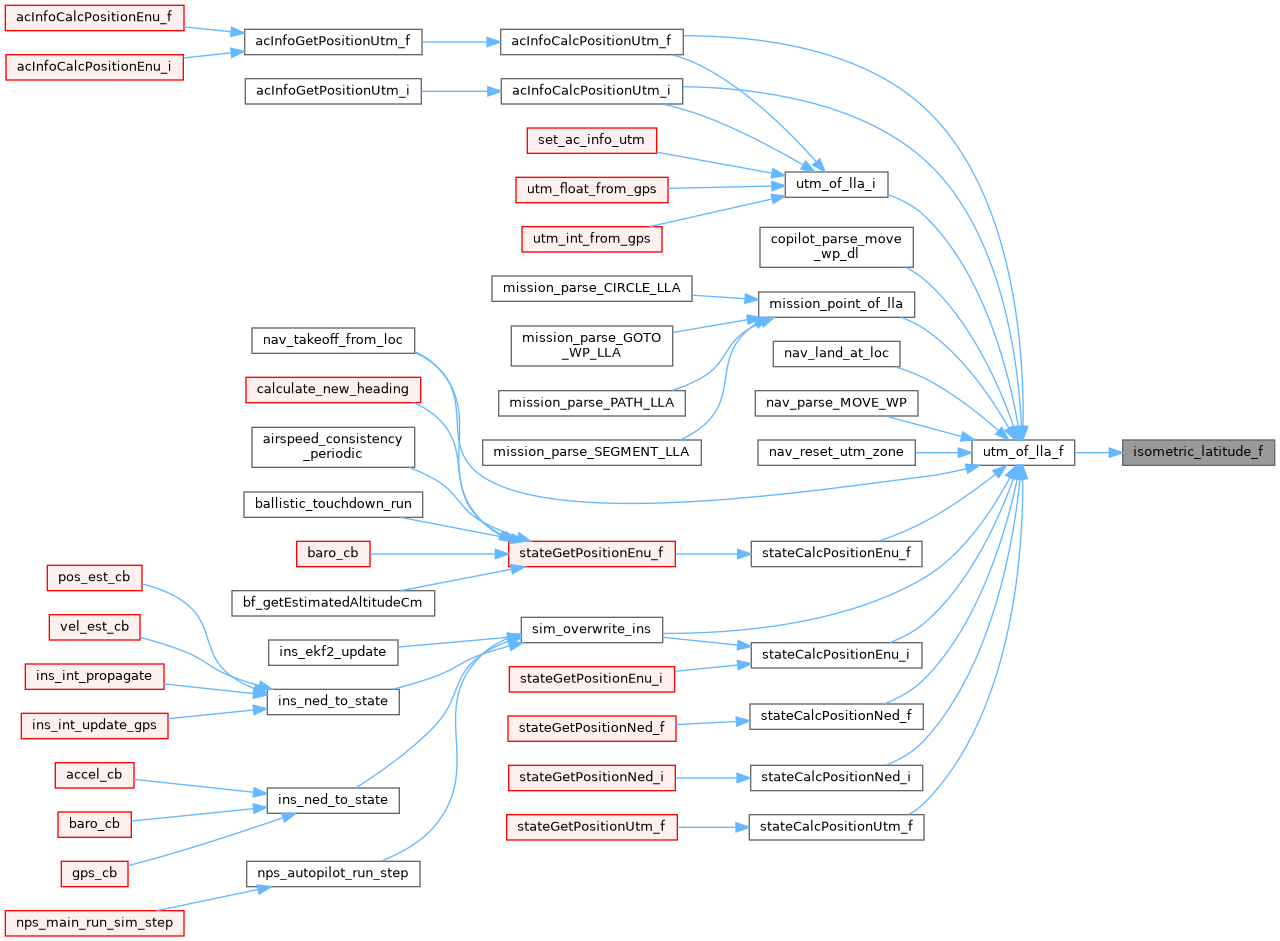 acInfoCalcPositionEnu_f
acInfoCalcPositionEnu_i
acInfoGetPositionUtm_f
acInfoGetPositionUtm_i
acInfoCalcPositionUtm_f
acInfoCalcPositionUtm_i
set_ac_info_utm
utm_float_from_gps
utm_int_from_gps
utm_of_lla_i
copilot_parse_move
_wp_dl
mission_parse_CIRCLE_LLA
mission_point_of_lla
mission_parse_GOTO
_WP_LLA
nav_takeoff_from_loc
nav_land_at_loc
calculate_new_heading
mission_parse_PATH_LLA
nav_parse_MOVE_WP
airspeed_consistency
_periodic
mission_parse_SEGMENT_LLA
nav_reset_utm_zone
utm_of_lla_f
isometric_latitude_f
ballistic_touchdown_run
baro_cb
stateGetPositionEnu_f
stateCalcPositionEnu_f
pos_est_cb
bf_getEstimatedAltitudeCm
vel_est_cb
sim_overwrite_ins
ins_ekf2_update
stateCalcPositionEnu_i
ins_int_propagate
stateGetPositionEnu_i
ins_ned_to_state
ins_int_update_gps
stateGetPositionNed_f
stateCalcPositionNed_f
accel_cb
stateGetPositionNed_i
stateCalcPositionNed_i
ins_ned_to_state
baro_cb
stateGetPositionUtm_f
stateCalcPositionUtm_f
gps_cb
nps_autopilot_run_step
nps_main_run_sim_step